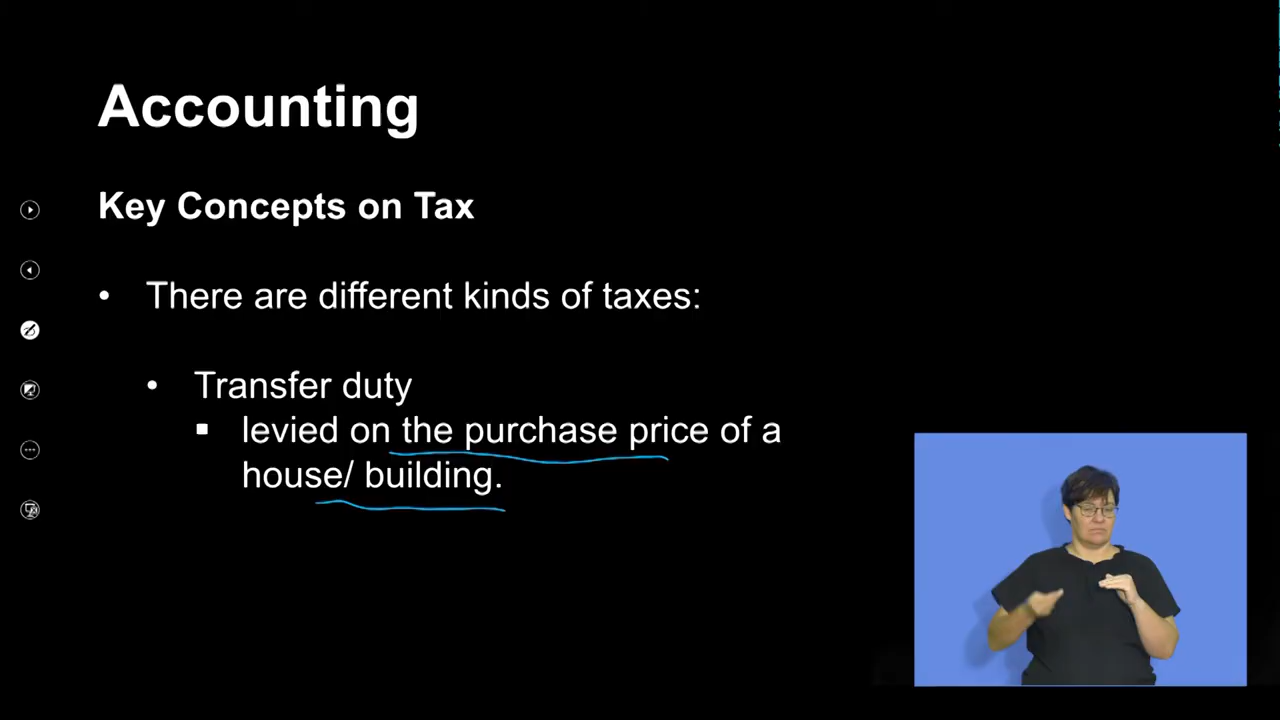 Accounting
Key Concepts on Tax
• There are different kinds of taxes:
• Transfer duty
▪ levied on the purchase price of a
house/ building.